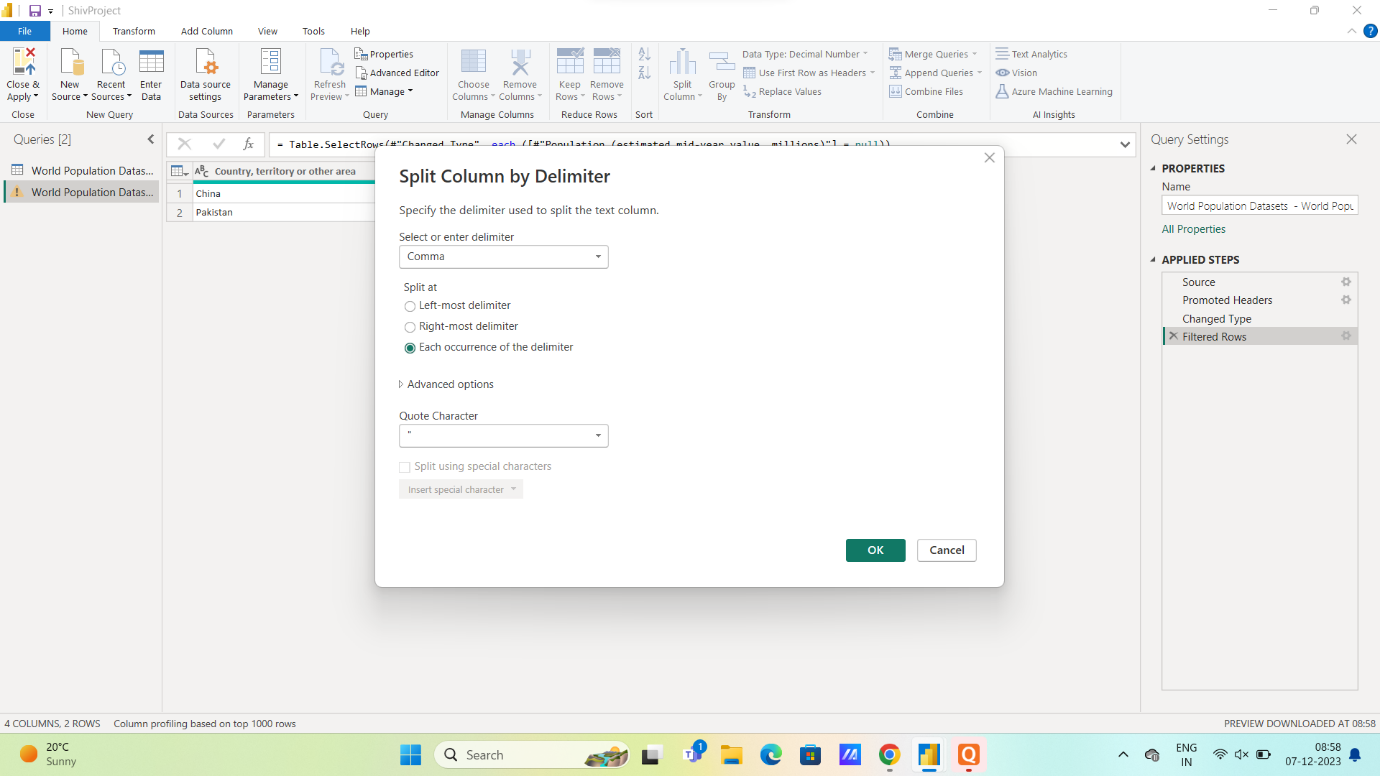 ShivProject
File Home Transform Add Column View Tools Help
Close & Apply
Close
New Source
Recent Sources
Enter Data
New Query
Data source settings
Data Sources
Manage Parameters
Parameters
Refresh Preview
Properties
Advanced Editor
Manage
Query
Choose Columns
Remove Columns
Manage Columns
Keep Rows
Remove Rows
Reduce Rows
Sort
Split Column
Group By
Data Type: Decimal Number
Use First Row as Headers
Replace Values
Transform
Merge Queries
Append Queries
Combine Files
Combine
Text Analytics
Vision
Azure Machine Learning
AI Insights
Queries [2]
World Population Datas...
World Population Datas...
= Table.SelectRows(#"Changed Type", each ([#"Population (estimated mid-year value, millions)"] = null))
Country, territory or other area
1 China
2 Pakistan
Split Column by Delimiter
Specify the delimiter used to split the text column.
Select or enter delimiter
Comma
Split at
Left-most delimiter
Right-most delimiter
Each occurrence of the delimiter
Advanced options
Quote Character
"
Split using special characters
Insert special character
OK Cancel
Query Settings
PROPERTIES
Name
World Population Datasets - World Popu
All Properties
APPLIED STEPS
Source
Promoted Headers
Changed Type
Filtered Rows
4 COLUMNS, 2 ROWS Column profiling based on top 1000 rows
PREVIEW DOWNLOADED AT 08:58
20°C
Sunny
Search
1
ENG
IN
08:58
07-12-2023